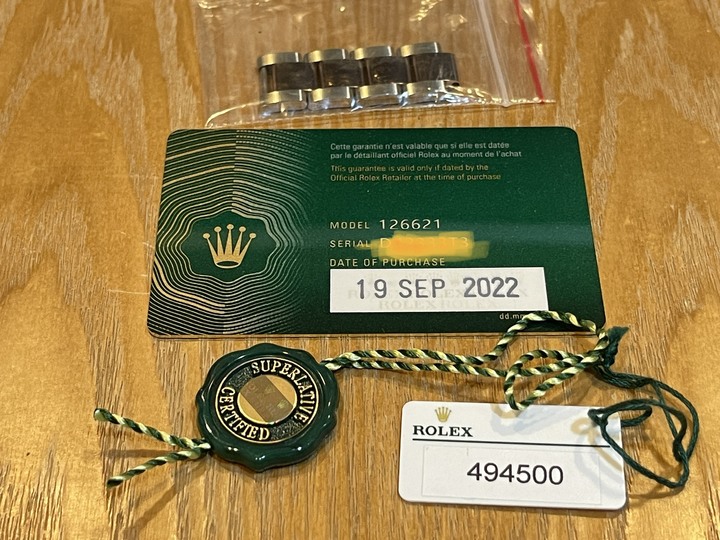 Cette garantie n'est valable que si elle est datée
par le détaillant officiel Rolex au moment de l'achat
This guarantee is valid only if dated by the
Official Rolex Retailer at the time of purchase
MODEL 126621
SERIAL
DATE OF PURCHASE
19 SEP 2022
SUPERLATIVE
CERTIFIED
ROLEX
494500